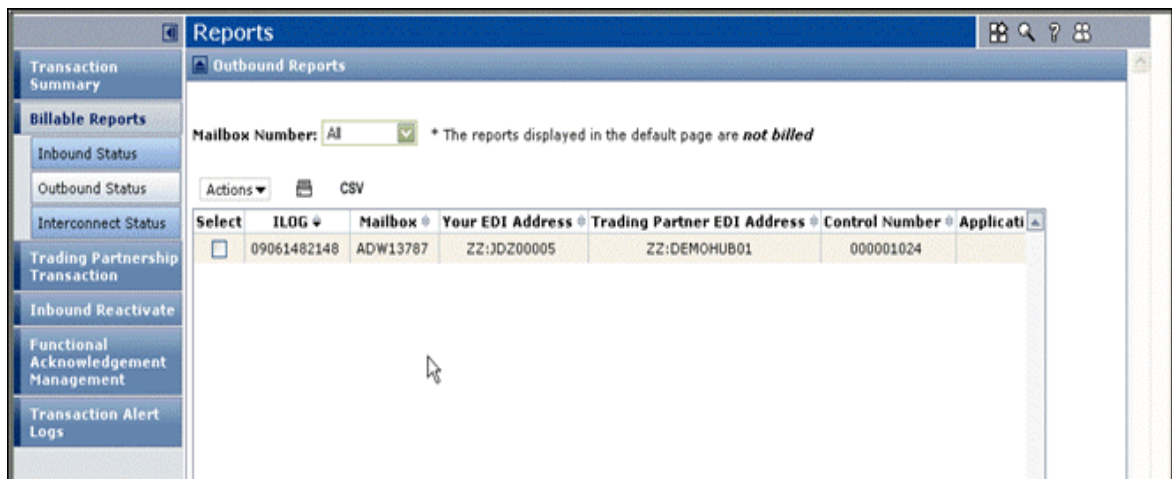 Reports
Outbound Reports
Transaction
Summary
Billable Reports
Inbound Status
Outbound Status
Interconnect Status
Trading Partnership
Transaction
Inbound Reactivate
Functional
Acknowledgement
Management
Transaction Alert
Logs
Mailbox Number: All * The reports displayed in the default page are not billed
Actions CSV
Select ILOG Mailbox Your EDI Address Trading Partner EDI Address Control Number Applicati
09061482148 ADW13787 ZZ:JDZ00005 ZZ:DEMOHUB01 000001024